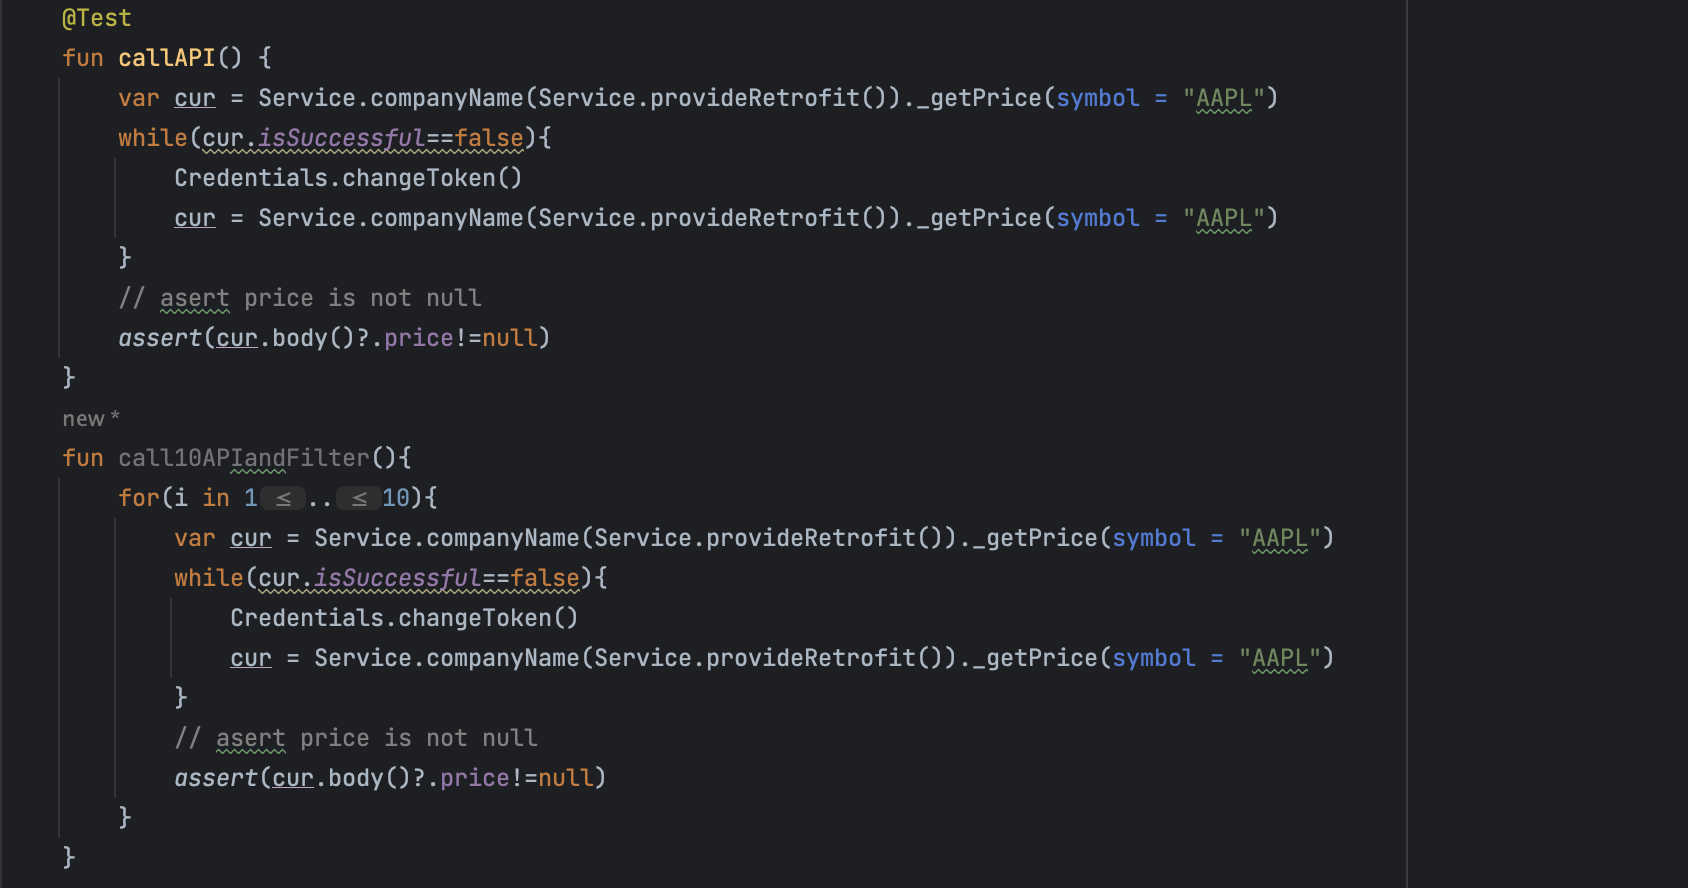 @Test
fun callAPI() {
var cur = Service.companyName(Service.provideRetrofit())._getPrice(symbol = "AAPL")
while(cur.isSuccessful==false){
Credentials.changeToken()
cur = Service.companyName(Service.provideRetrofit())._getPrice(symbol = "AAPL")
}
// asert price is not null
assert(cur.body()?.price!=null)
}
new *
fun call10APIandFilter(){
for(i in 1 ≤ .. ≤ 10){
var cur = Service.companyName(Service.provideRetrofit())._getPrice(symbol = "AAPL")
while(cur.isSuccessful==false){
Credentials.changeToken()
cur = Service.companyName(Service.provideRetrofit())._getPrice(symbol = "AAPL")
}
// asert price is not null
assert(cur.body()?.price!=null)
}
}